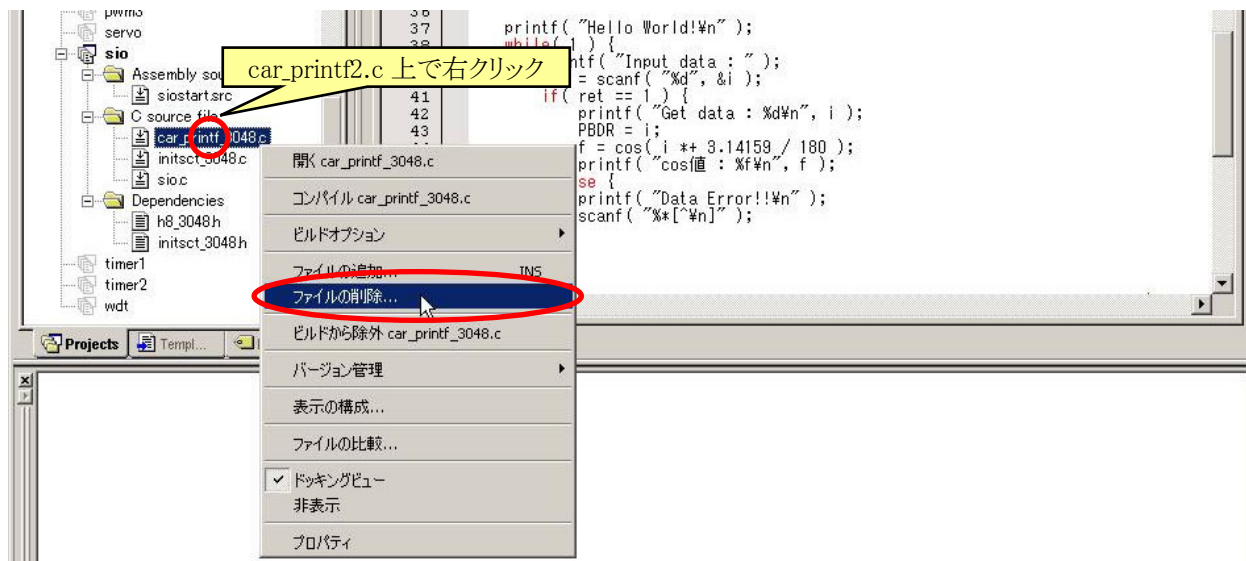 servo
sio
Assembly sou
siostart.src
C source file
car_printf_3048.c
initsct_3048.c
sio.c
Dependencies
h8_3048.h
initsct_3048.h
timer1
timer2
wdt
Projects
Templ...
car_printf2.c 上で右クリック
36
37 printf( "Hello World!¥n" );
38 while( 1 ) {
ntf( "Input data : " );
= scanf( "%d", &i );
41 if( ret == 1 ) {
42 printf( "Get data : %d¥n", i );
43 PBDR = i;
f = cos( i *+ 3.14159 / 180 );
printf( "cos値 : %f¥n", f );
se {
printf( "Data Error!!¥n" );
scanf( "%*[^¥n]" );
開く car_printf_3048.c
コンパイル car_printf_3048.c
ビルドオプション
ファイルの追加... INS
ファイルの削除...
ビルドから除外 car_printf_3048.c
バージョン管理
表示の構成...
ファイルの比較...
ドッキングビュー
非表示
プロパティ